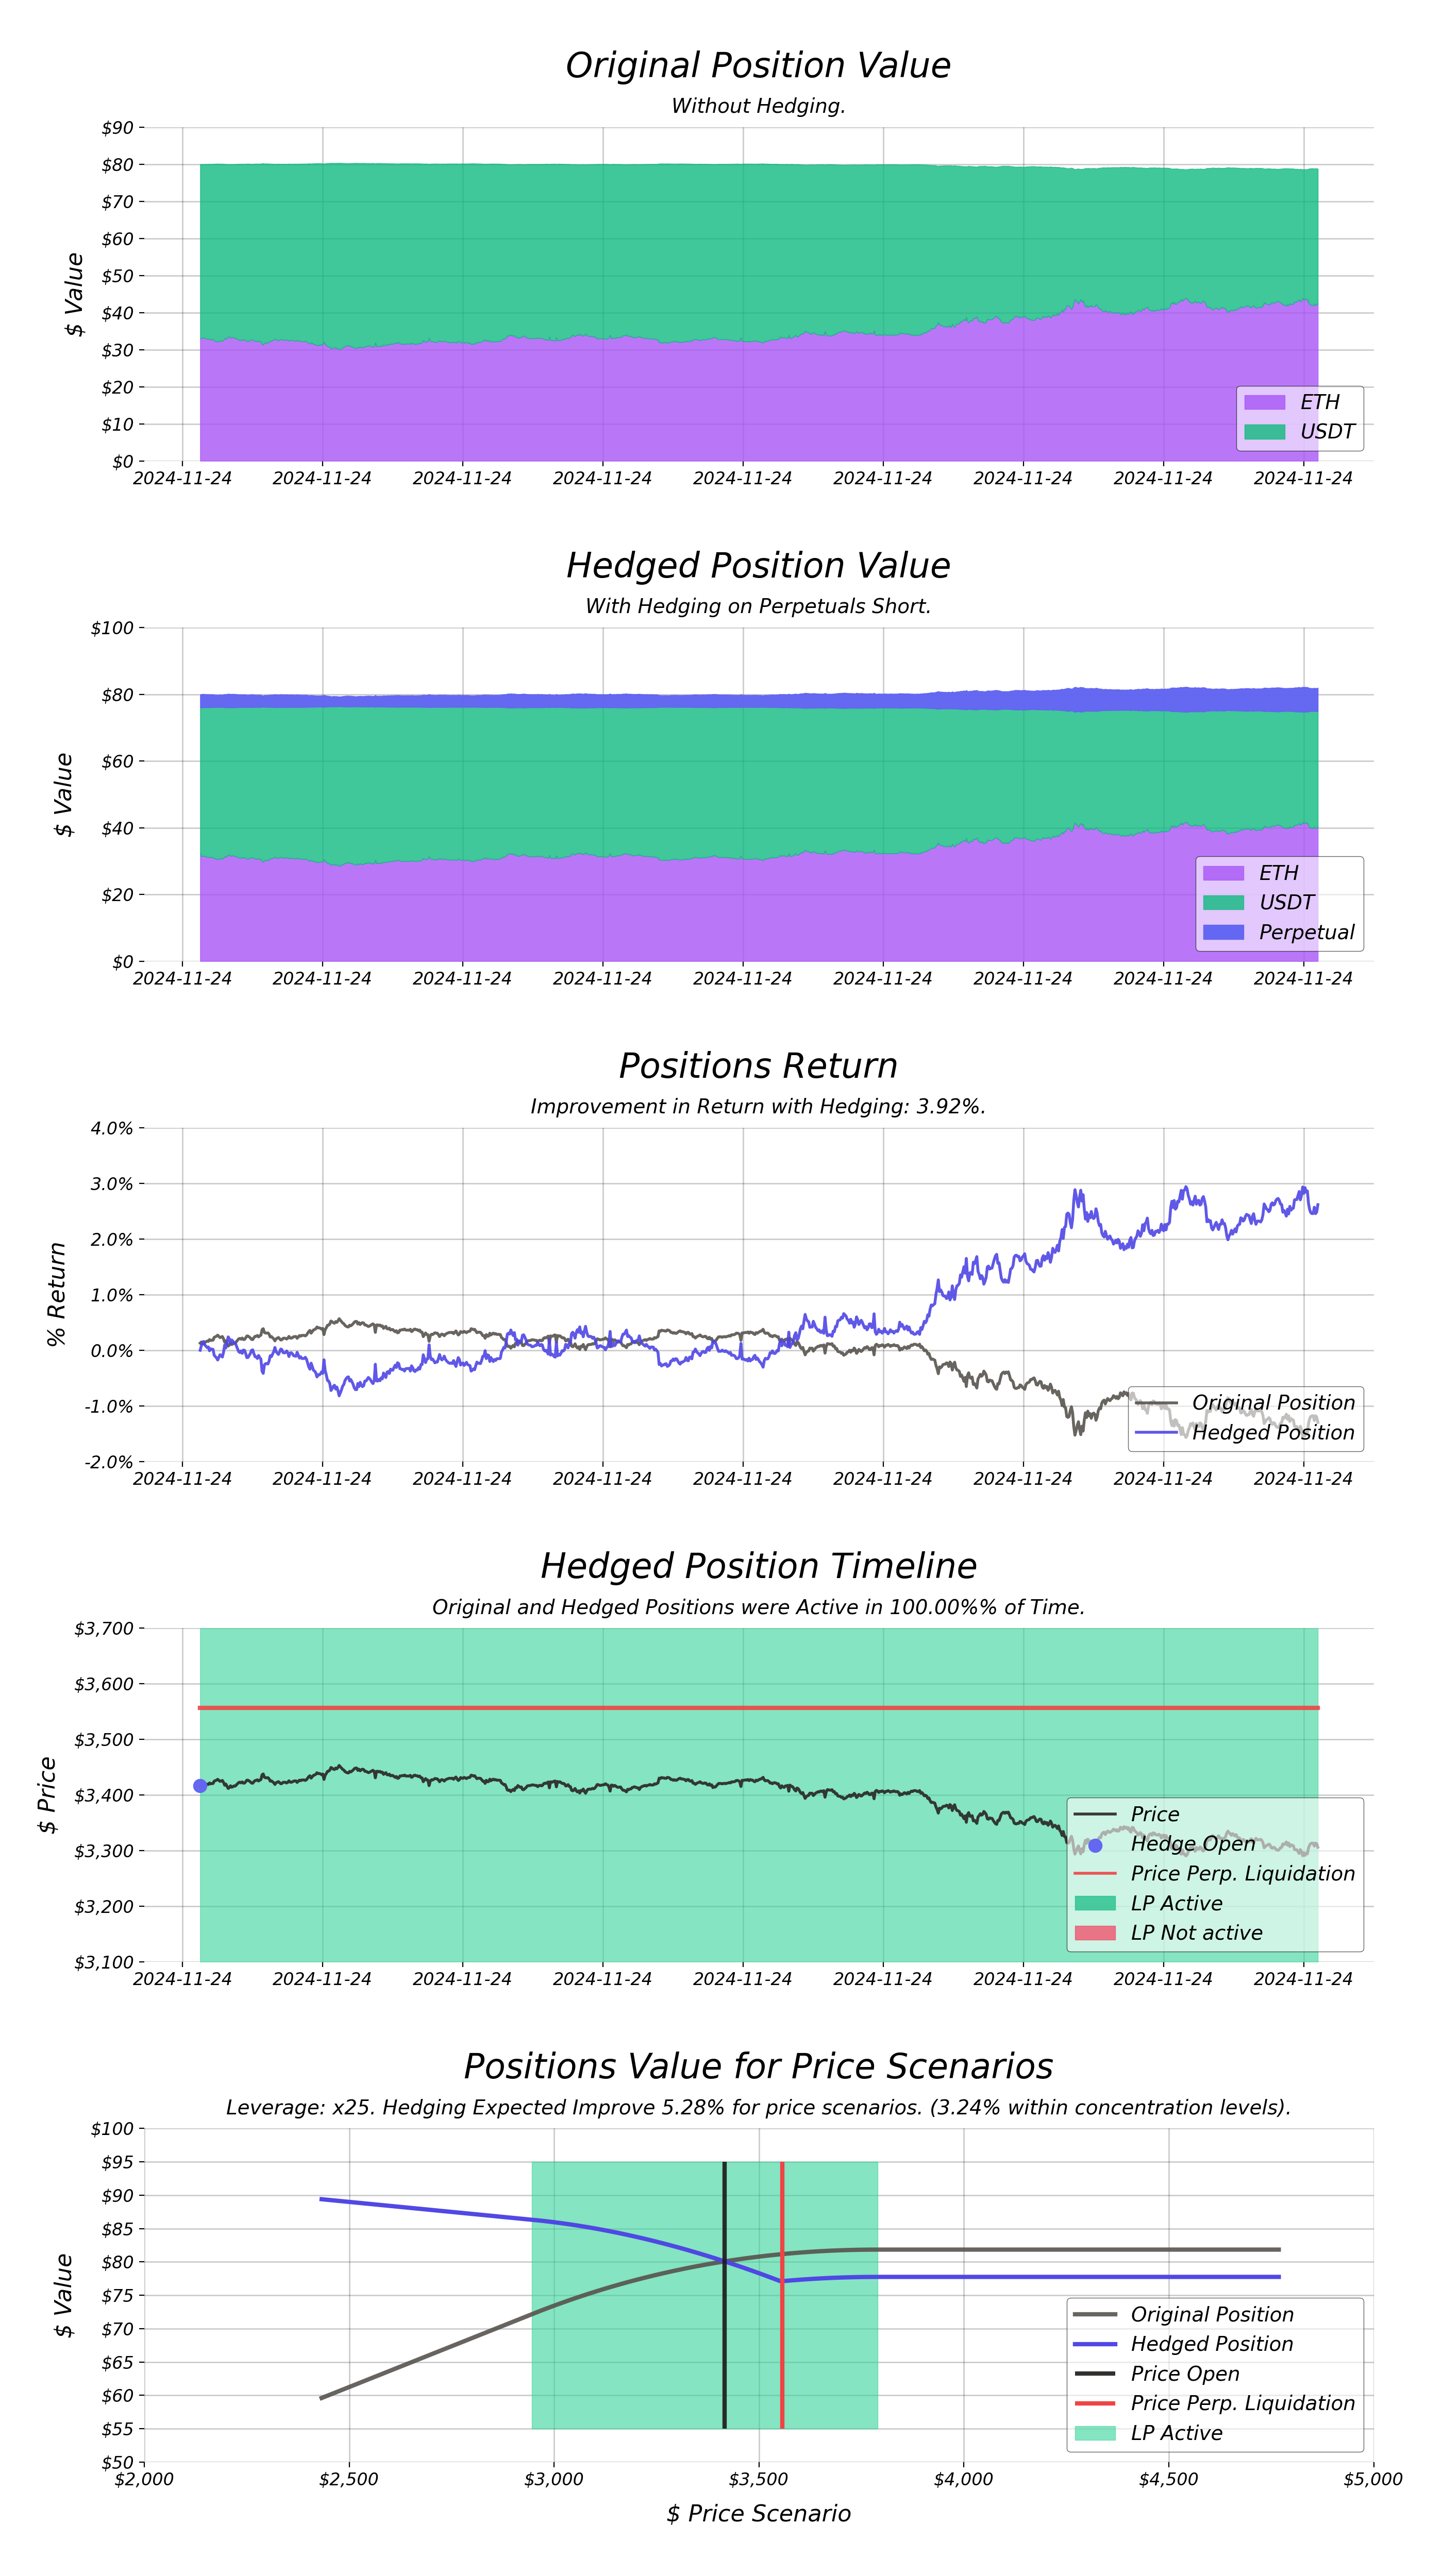 Original Position Value
Without Hedging.
$ Value
$90
$80
$70
$60
$50
$40
$30
$20
$10
$0
ETH
USDT
2024-11-24 2024-11-24 2024-11-24 2024-11-24 2024-11-24 2024-11-24 2024-11-24 2024-11-24 2024-11-24
Hedged Position Value
With Hedging on Perpetuals Short.
$ Value
$100
$80
$60
$40
$20
$0
ETH
USDT
Perpetual
2024-11-24 2024-11-24 2024-11-24 2024-11-24 2024-11-24 2024-11-24 2024-11-24 2024-11-24 2024-11-24
Positions Return
Improvement in Return with Hedging: 3.92%.
% Return
4.0%
3.0%
2.0%
1.0%
0.0%
-1.0%
-2.0%
Original Position
Hedged Position
2024-11-24 2024-11-24 2024-11-24 2024-11-24 2024-11-24 2024-11-24 2024-11-24 2024-11-24 2024-11-24
Hedged Position Timeline
Original and Hedged Positions were Active in 100.00%% of Time.
$ Price
$3,700
$3,600
$3,500
$3,400
$3,300
$3,200
$3,100
Price
Hedge Open
Price Perp. Liquidation
LP Active
LP Not active
2024-11-24 2024-11-24 2024-11-24 2024-11-24 2024-11-24 2024-11-24 2024-11-24 2024-11-24 2024-11-24
Positions Value for Price Scenarios
Leverage: x25. Hedging Expected Improve 5.28% for price scenarios. (3.24% within concentration levels).
$ Value
$100
$95
$90
$85
$80
$75
$70
$65
$60
$55
$50
Original Position
Hedged Position
Price Open
Price Perp. Liquidation
LP Active
$2,000 $2,500 $3,000 $3,500 $4,000 $4,500 $5,000
$ Price Scenario